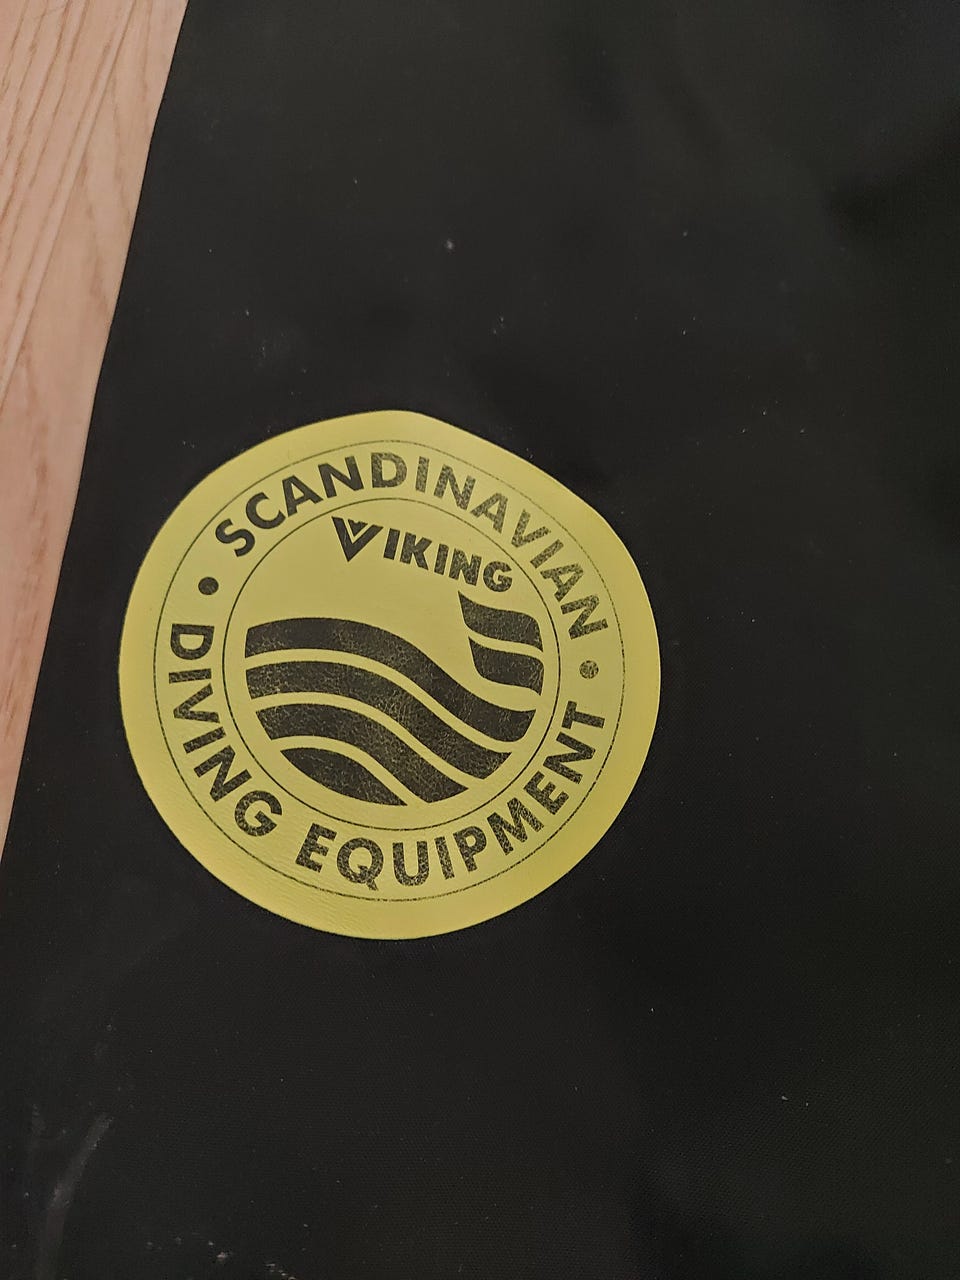 SCANDINAVIAN
VIKING
• DIVING EQUIPMENT •